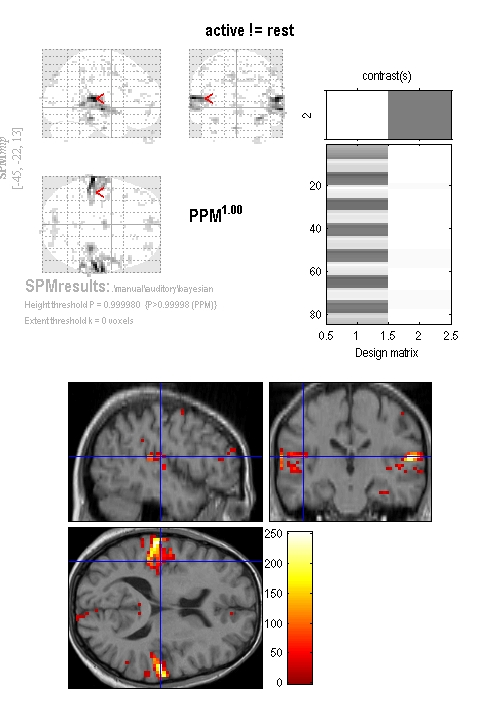 active != rest
contrast(s)
2
SPMmip
[-45, -22, 13]
<
<
<
PPM1.00
SPMresults: .\manual\auditory\bayesian
Height threshold P = 0.999980 {P>0.99998 (PPM)}
Extent threshold k = 0 voxels
20
40
60
80
0.5 1 1.5 2 2.5
Design matrix
250
200
150
100
50
0